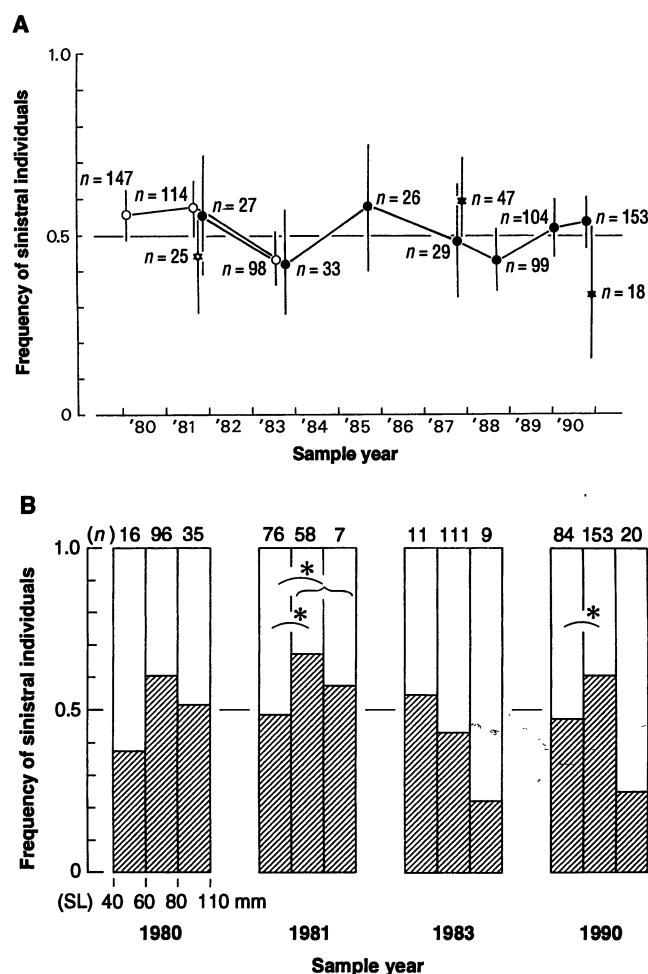 A
1.0
n = 147
n = 114
n = 27
n = 26
n = 47
n = 104
n = 153
0.5
n = 25
n = 98
n = 33
n = 29
n = 99
n = 18
0
Frequency of sinistral individuals
'80 '81 '82 '83 '84 '85 '86 '87 '88 '89 '90
Sample year
B
(n) 16 96 35 76 58 7 11 111 9 84 153 20
1.0
* 
* *
0.5
0
Frequency of sinistral individuals
(SL) 40 60 80 110 mm
1980 1981 1983 1990
Sample year